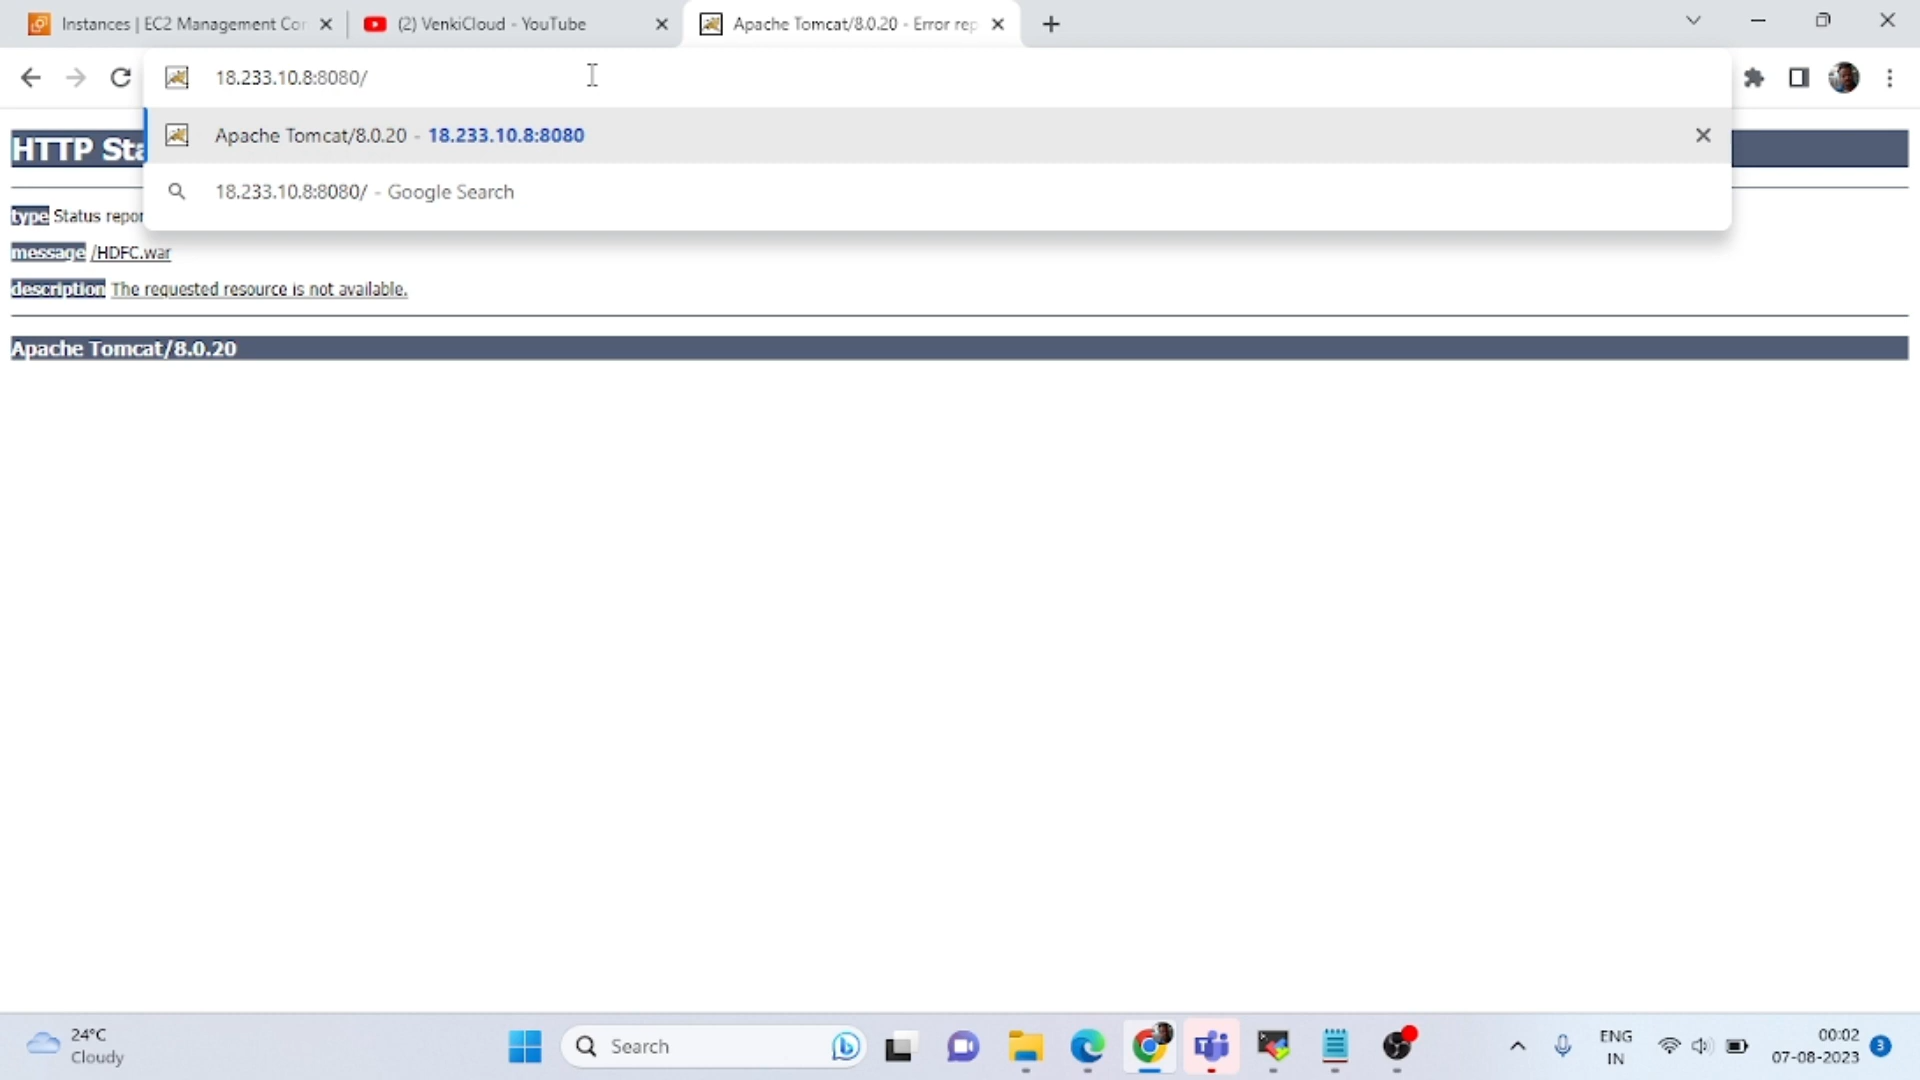 Instances | EC2 Management Cor
(2) VenkiCloud - YouTube
Apache Tomcat/8.0.20 - Error rep
18.233.10.8:8080/
Apache Tomcat/8.0.20 - 18.233.10.8:8080
18.233.10.8:8080/ - Google Search
HTTP Sta
type Status repor
message /HDFC.war
description The requested resource is not available.
Apache Tomcat/8.0.20
24°C
Cloudy
Search
ENG
IN
00:02
07-08-2023
3